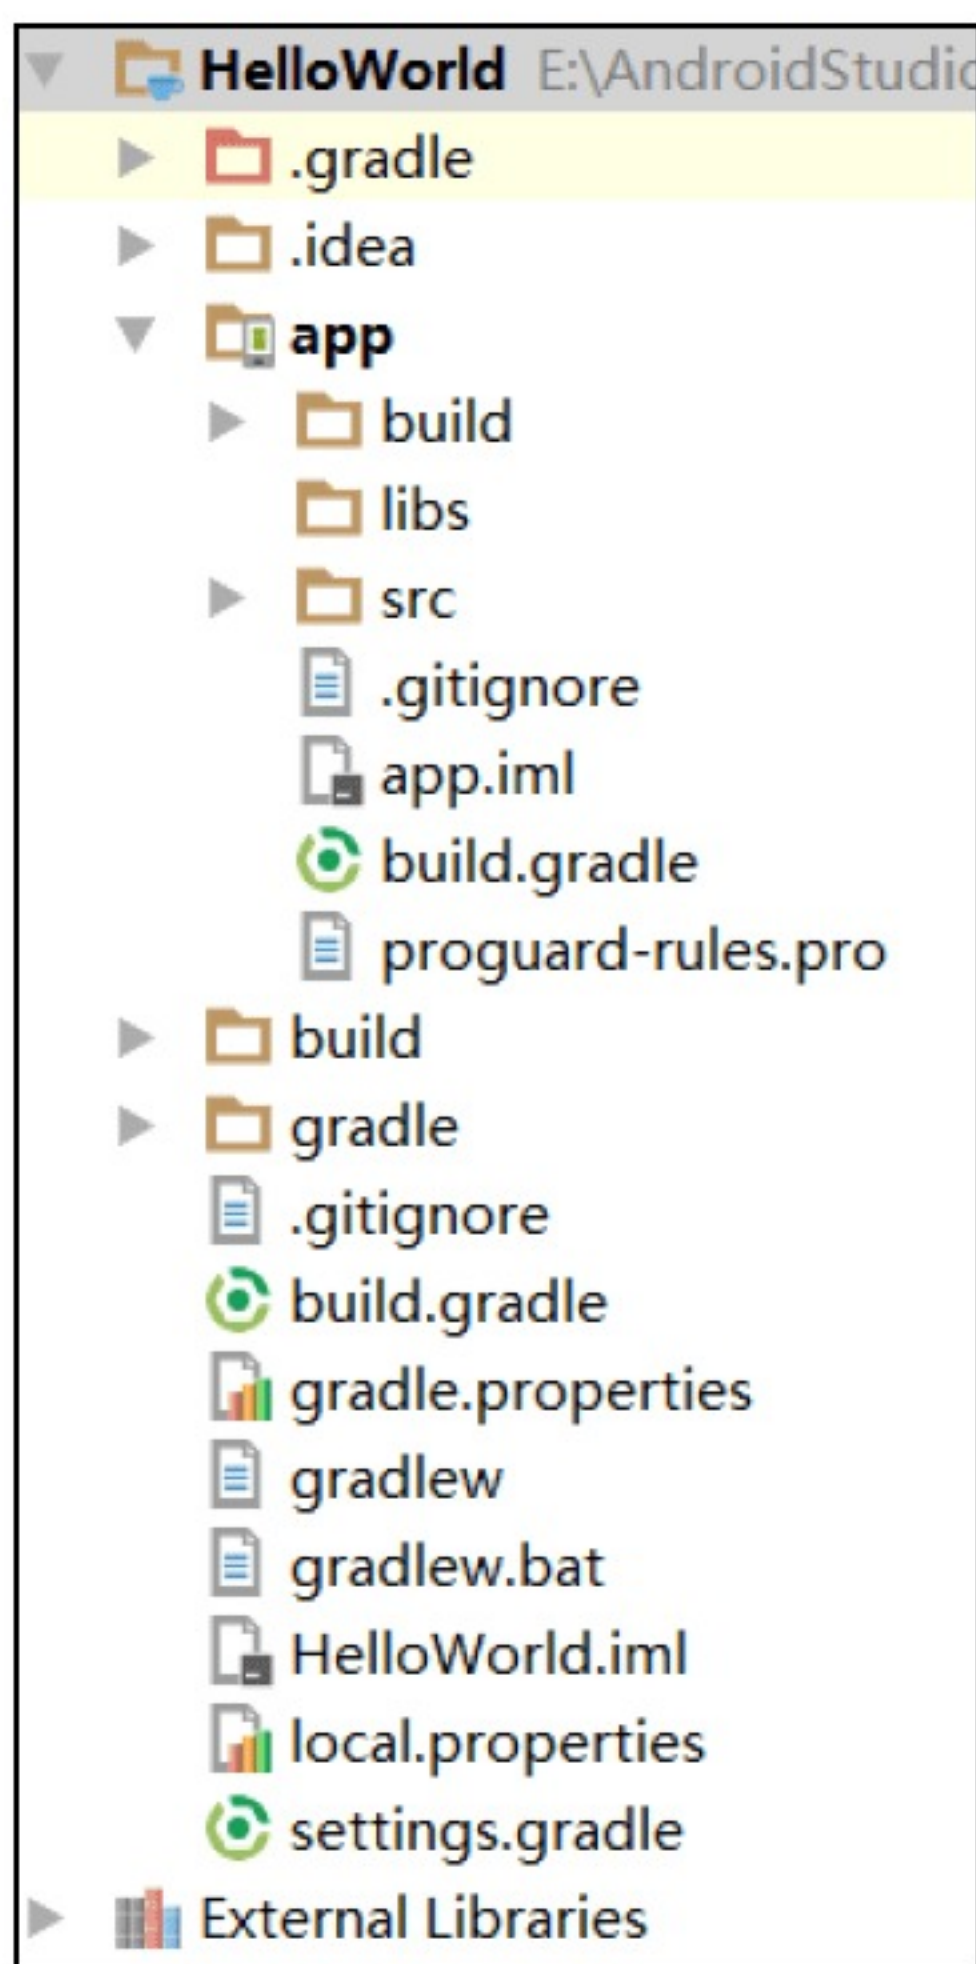 HelloWorld E:\AndroidStudio
.gradle
.idea
app
build
libs
src
.gitignore
app.iml
build.gradle
proguard-rules.pro
build
gradle
.gitignore
build.gradle
gradle.properties
gradlew
gradlew.bat
HelloWorld.iml
local.properties
settings.gradle
External Libraries